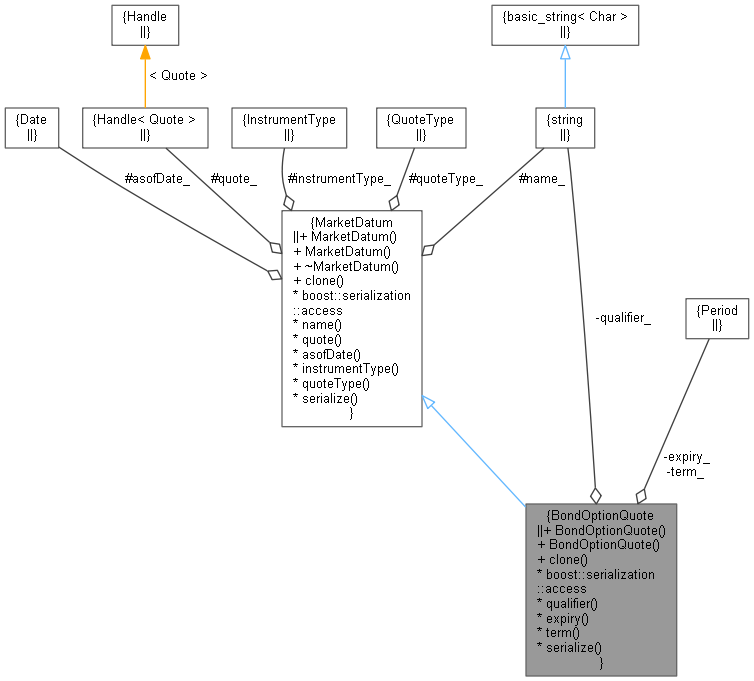 {Handle
||}
{basic_string< Char >
||}
< Quote >
{Date
||}
{Handle< Quote >
||}
{InstrumentType
||}
{QuoteType
||}
{string
||}
#asofDate_
#quote_
#instrumentType_
#quoteType_
#name_
{MarketDatum
||+ MarketDatum()
+ MarketDatum()
+ ~MarketDatum()
+ clone()
* boost::serialization
::access
* name()
* quote()
* asofDate()
* instrumentType()
* quoteType()
* serialize()
}
-qualifier_
{Period
||}
-expiry_
-term_
{BondOptionQuote
||+ BondOptionQuote()
+ BondOptionQuote()
+ clone()
* boost::serialization
::access
* qualifier()
* expiry()
* term()
* serialize()
}